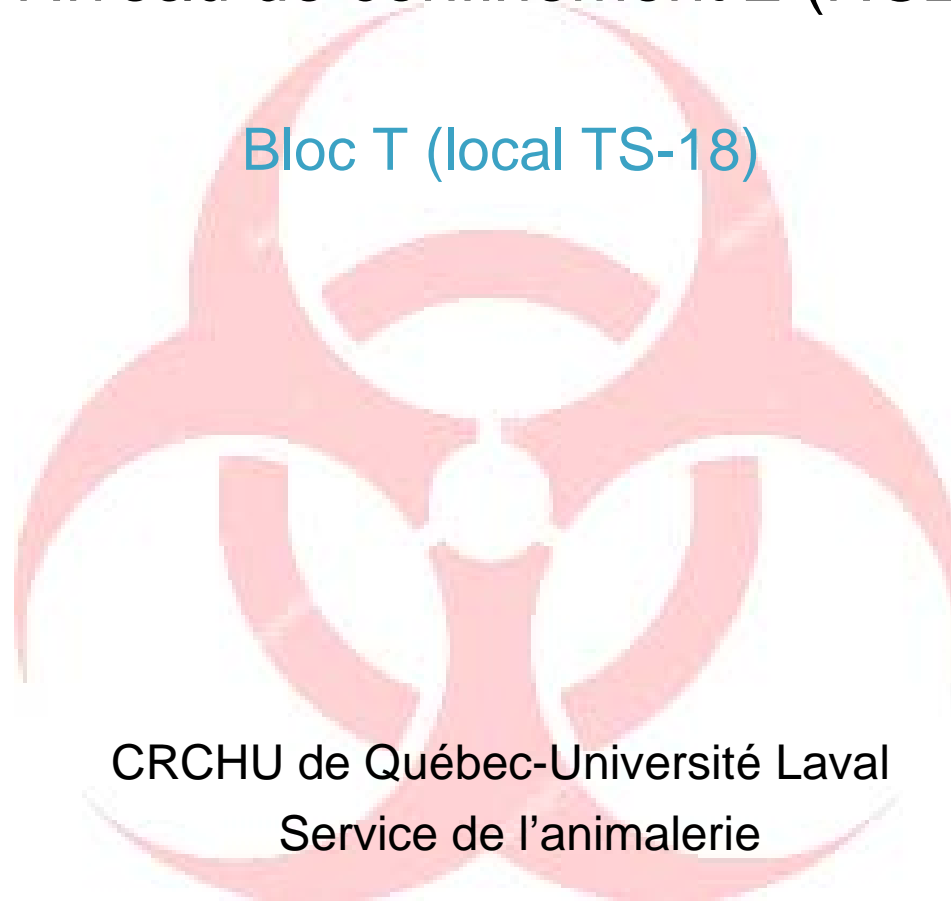 Bloc T (local TS-18)
CRCHU de Québec-Université Laval
Service de l'animalerie